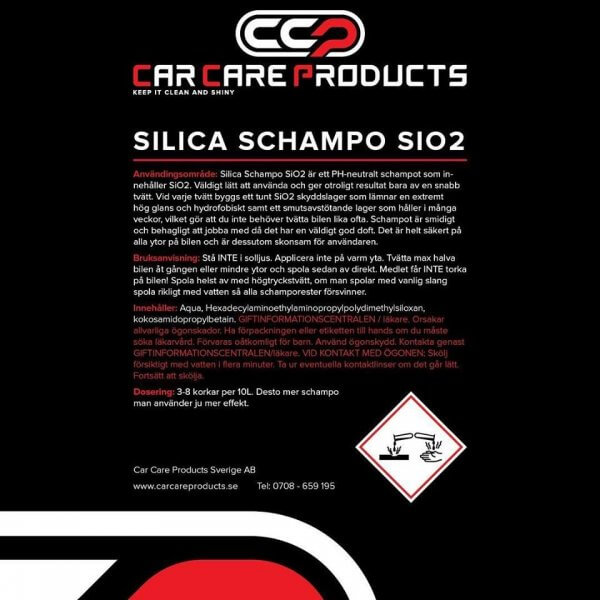 CCP
CAR CARE PRODUCTS
KEEP IT CLEAN AND SHINY
SILICA SCHAMPO SIO2
Användingsområde: Silica Schampo SiO2 är ett PH-neutralt schampot som in-
nehåller SiO2. Väldigt lätt att använda och ger otroligt resultat bara av en snabb
tvätt. Vid varje tvätt byggs ett tunt SiO2 skyddslager som lämnar en extremt
hög glans och hydrofobiskt samt ett smutsavstötande lager som håller i många
veckor, vilket gör att du inte behöver tvätta bilen lika ofta. Schampot är smidigt
och behagligt att jobba med då det har en väldigt god doft. Det är helt säkert på
alla ytor på bilen och är dessutom skonsam för användaren.
Bruksanvisning: Stå INTE i solljus. Applicera inte på varm yta. Tvätta max halva
bilen åt gången eller mindre ytor och spola sedan av direkt. Medlet får INTE torka
på bilen! Spola helst av med högtryckstvätt, om man spolar med vanlig slang
spola rikligt med vatten så alla schamporester försvinner.
Innehåller: Aqua, Hexadecylaminoethylaminopropylpolydimethylsiloxan,
kokosamidopropylbetain. GIFTINFORMATIONSCENTRALEN / läkare. Orsakar
allvarliga ögonskador. Ha förpackningen eller etiketten till hands om du måste
söka läkarvård. Förvaras oåtkomligt för barn. Använd ögonskydd. Kontakta genast
GIFTINFORMATIONSCENTRALEN/läkare. VID KONTAKT MED ÖGONEN: Skölj
försiktigt med vatten i flera minuter. Ta ur eventuella kontaktlinser om det går lätt.
Fortsätt att skölja.
Dosering: 3-8 korkar per 10L. Desto mer schampo
man använder ju mer effekt.
Car Care Products Sverige AB
www.carcareproducts.se Tel: 0708 - 659 195